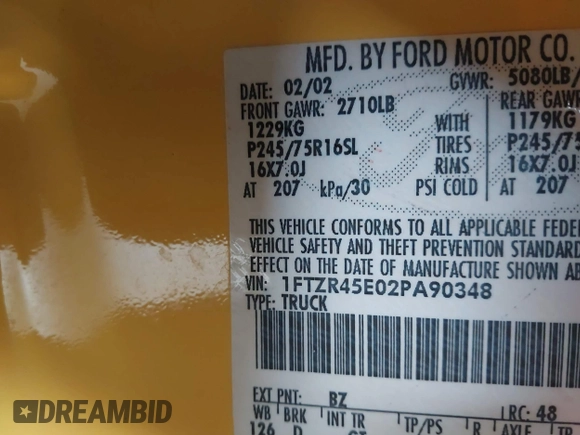 MFD. BY FORD MOTOR CO.
DATE: 02/02 GVWR: 5080LB/
FRONT GAWR: 2710LB REAR GAWR
1229KG WITH 1179KG
P245/75R16SL TIRES P245/75
16X7.0J RIMS 16X7.0J
AT 207 kPa/30 PSI COLD AT 207
THIS VEHICLE CONFORMS TO ALL APPLICABLE FEDE
VEHICLE SAFETY AND THEFT PREVENTION STANDARD
EFFECT ON THE DATE OF MANUFACTURE SHOWN AB
VIN: 1FTZR45E02PA90348
TYPE: TRUCK
EXT PNT: BZ RC: 48
WB BRK INT TR TP/PS R AXLE
126 D
DREAMBID